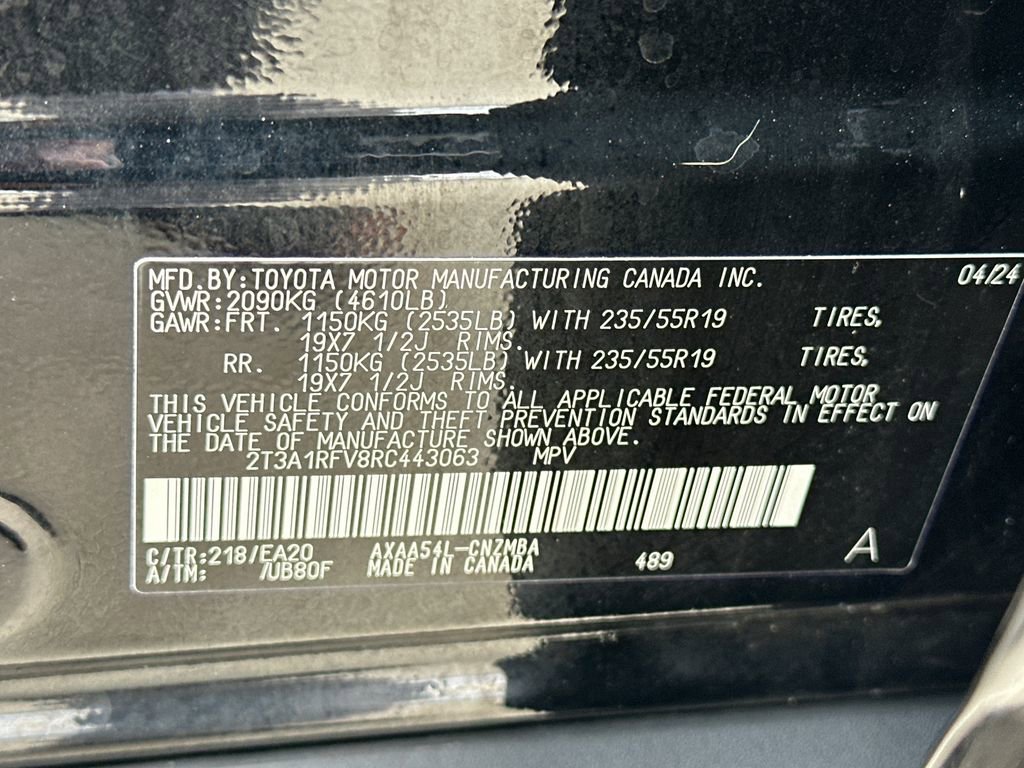 MFD.BY:TOYOTA MOTOR MANUFACTURING CANADA INC. 04/24
GVWR:2090KG (4610LB)
GAWR:FRT. 1150KG (2535LB) WITH 235/55R19 TIRES,
19X7 1/2J RIMS.
RR. 1150KG (2535LB) WITH 235/55R19 TIRES,
19X7 1/2J RIMS.
THIS VEHICLE CONFORMS TO ALL APPLICABLE FEDERAL MOTOR
VEHICLE SAFETY AND THEFT PREVENTION STANDARDS IN EFFECT ON
THE DATE OF MANUFACTURE SHOWN ABOVE.
2T3A1RFV8RC443063 MPV
C/TR:218/EA20 AXAA54L-CNZMBA 489 A
A/TM: /UB80F MADE IN CANADA